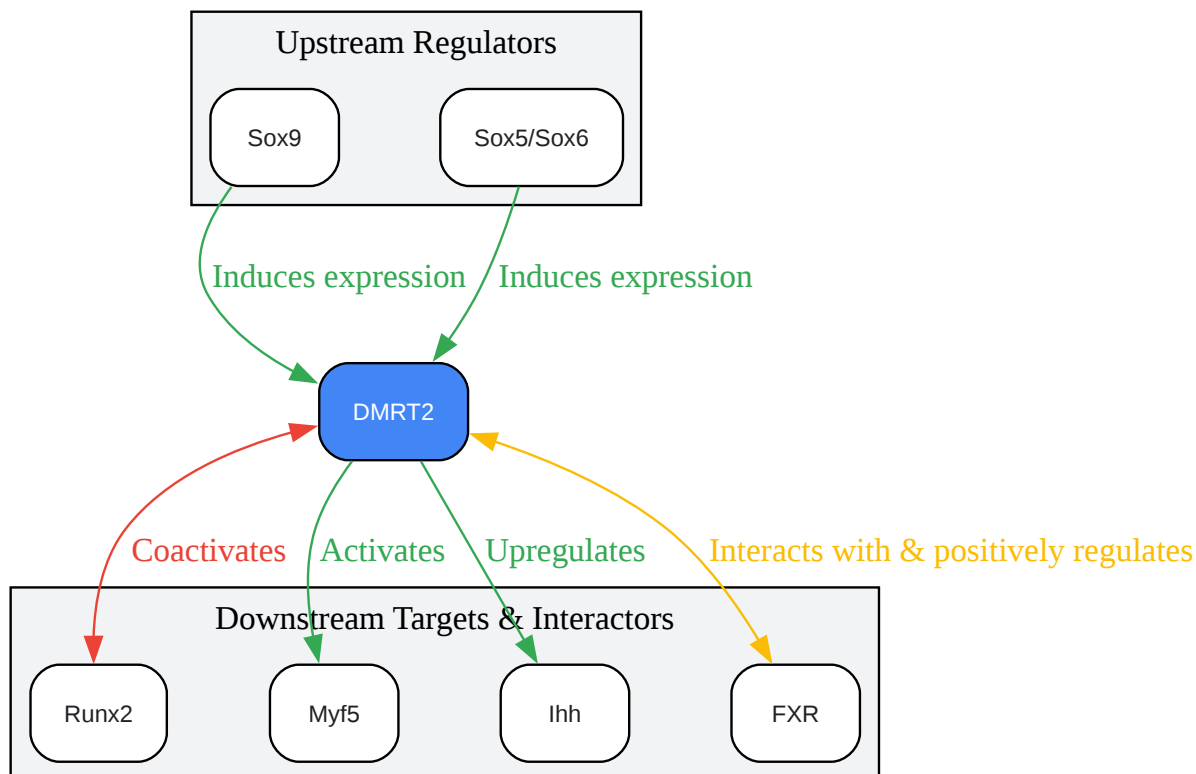 Upstream Regulators
Sox9
Sox5/Sox6
Induces expression
Induces expression
DMRT2
Coactivates
Activates
Upregulates
Interacts with & positively regulates
Downstream Targets & Interactors
Runx2
Myf5
Ihh
FXR